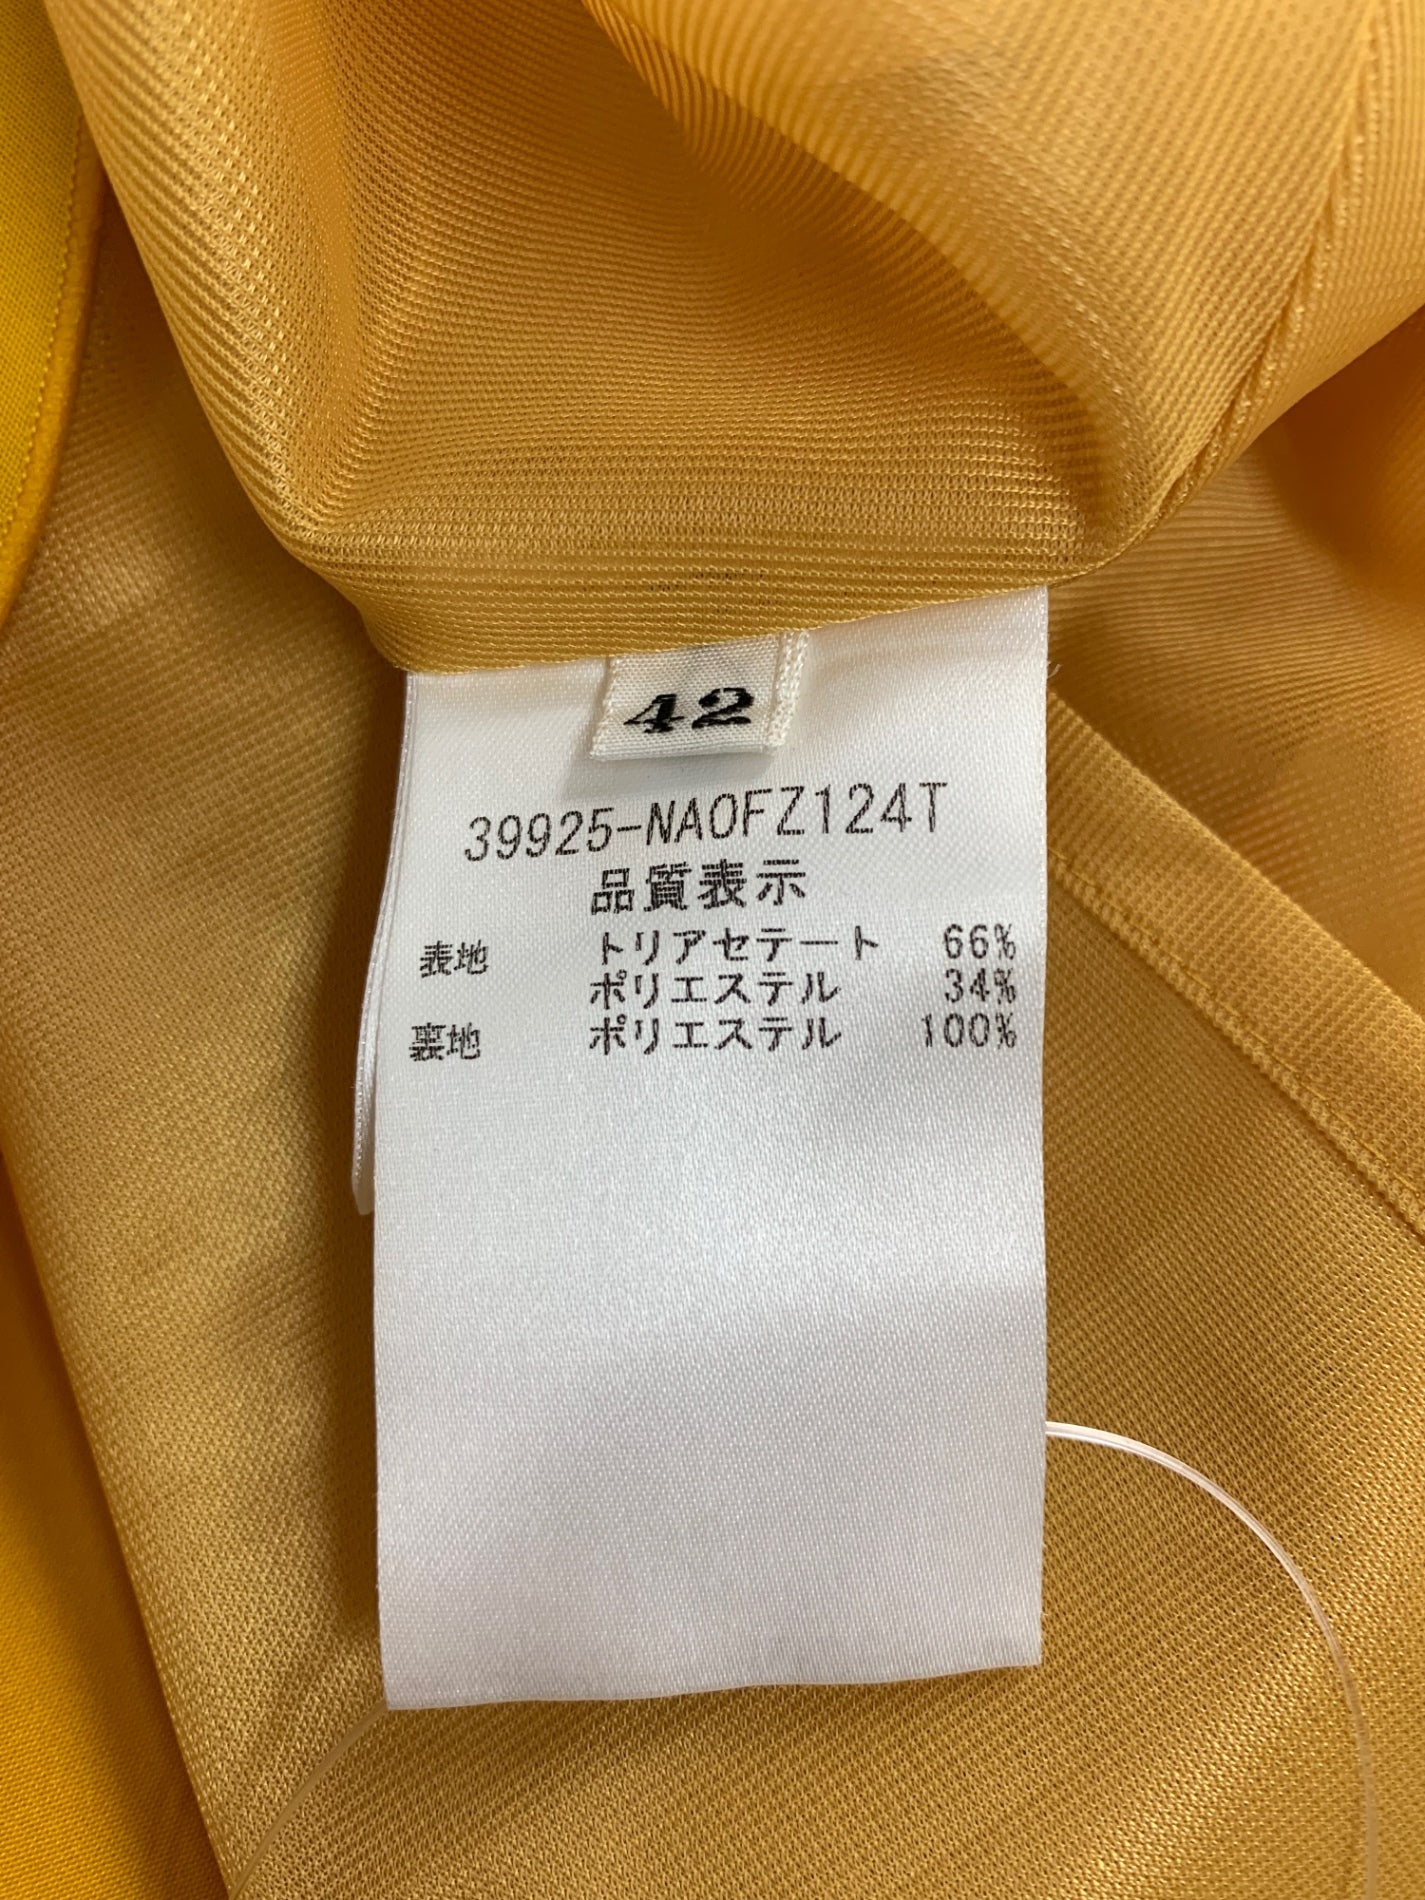 42
39925-NAOFZ124T
品質表示
表地 トリアセテート 66%
ポリエステル 34%
裏地 ポリエステル 100%